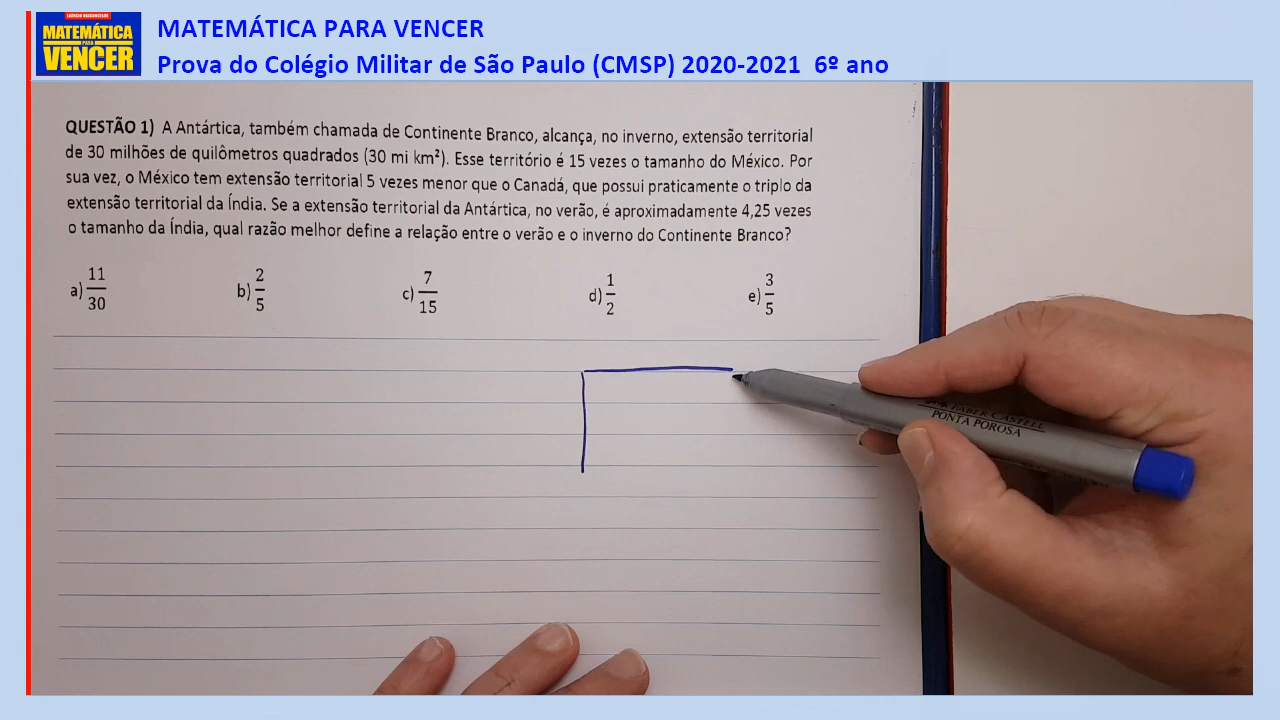 LAÉRCIO VASCONCELOS
MATEMÁTICA
PARA
VENCER
MATEMÁTICA PARA VENCER
Prova do Colégio Militar de São Paulo (CMSP) 2020-2021 6º ano
QUESTÃO 1) A Antártica, também chamada de Continente Branco, alcança, no inverno, extensão territorial
de 30 milhões de quilômetros quadrados (30 mi km²). Esse território é 15 vezes o tamanho do México. Por
sua vez, o México tem extensão territorial 5 vezes menor que o Canadá, que possui praticamente o triplo da
extensão territorial da Índia. Se a extensão territorial da Antártica, no verão, é aproximadamente 4,25 vezes
o tamanho da Índia, qual razão melhor define a relação entre o verão e o inverno do Continente Branco?
a) 11/30 b) 2/5 c) 7/15 d) 1/2 e) 3/5
FABER CASTELL
PONTA POROSA